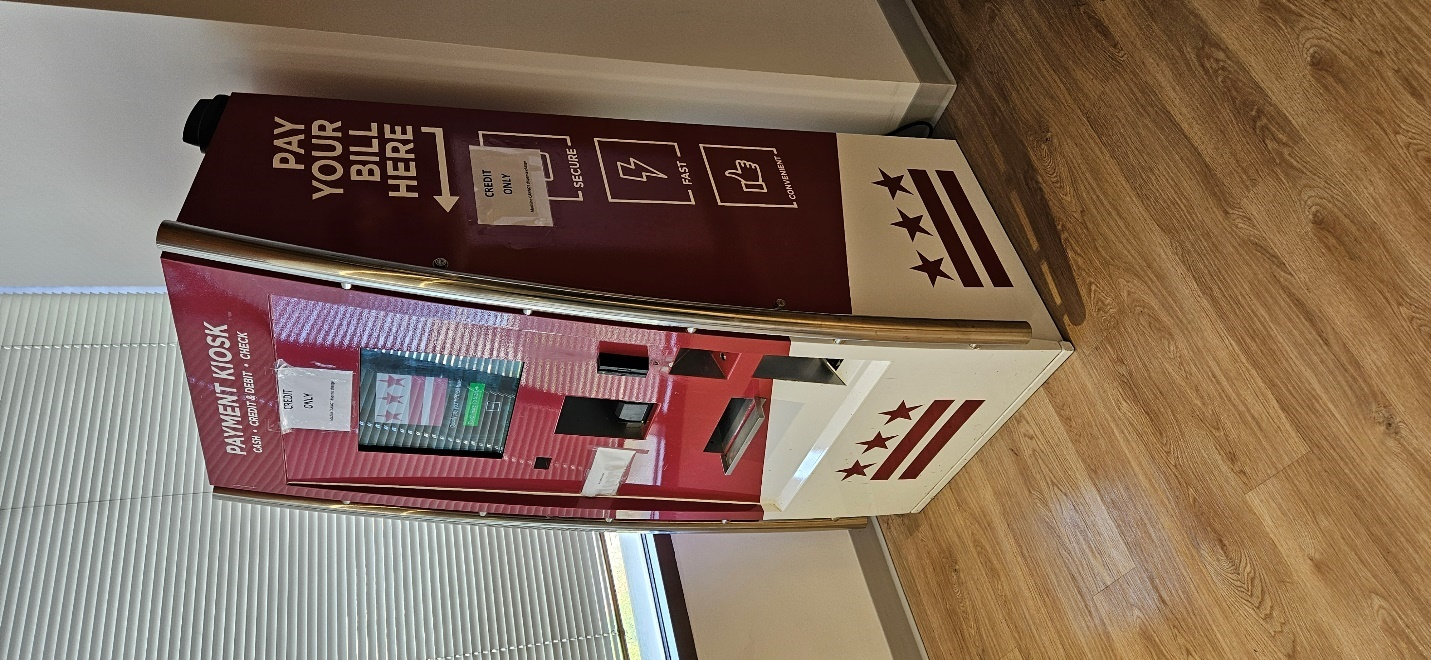 PAY
YOUR
BILL
HERE
CREDIT
ONLY
SECURE
FAST
CONVENIENT
PAYMENT KIOSK
CASH • CREDIT & DEBIT • CHECK
CREDIT
ONLY